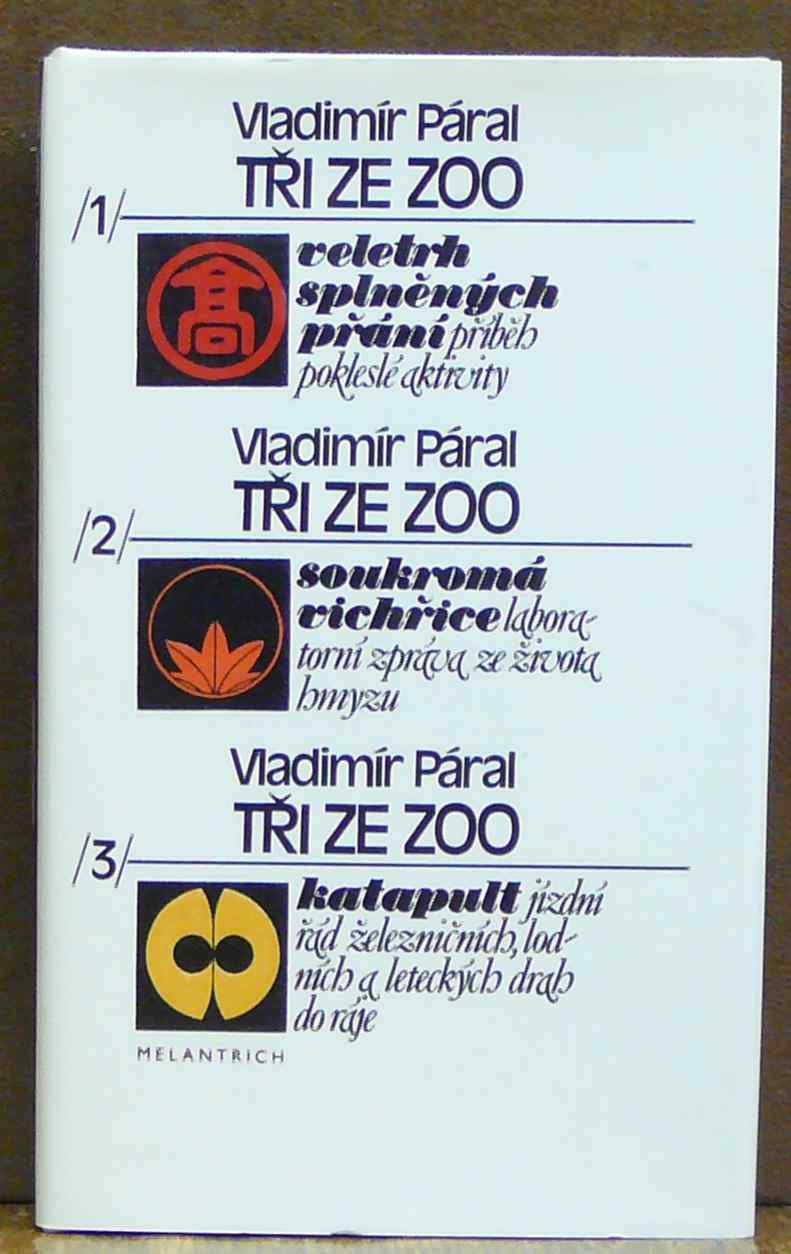 Vladimír Páral
TŘI ZE ZOO
/1/
veletrh
splněných
přání příběh
pokleslé aktivity
髙
Vladimír Páral
TŘI ZE ZOO
/2/
soukromá
vichřice labora-
torní zpráva ze života
hmyzu
Vladimír Páral
TŘI ZE ZOO
/3/
katapult jízdní
řád železničních, lod-
ních a leteckých drah
do ráje
MELANTRICH